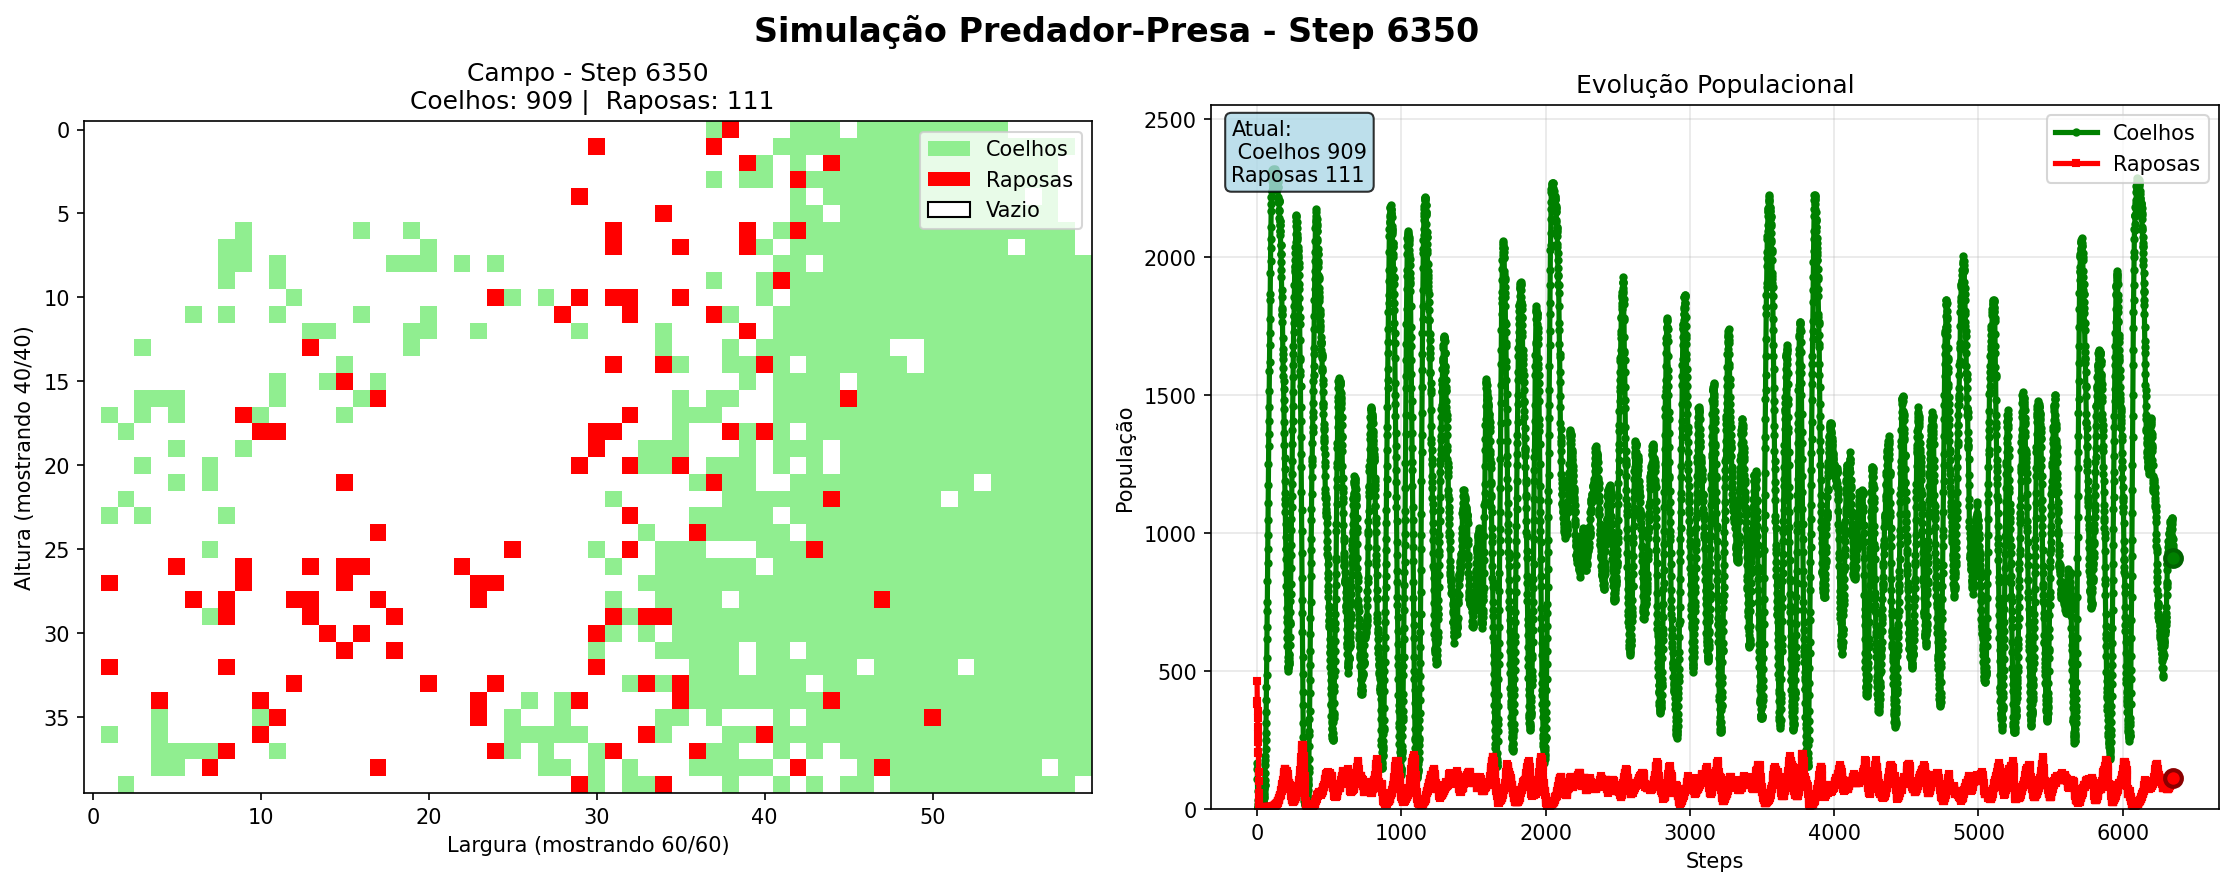 Simulação Predador-Presa - Step 6350
Campo - Step 6350
Coelhos: 909 |  Raposas: 111
Coelhos
Raposas
Vazio
0
5
10
15
20
25
30
35
Altura (mostrando 40/40)
0
10
20
30
40
50
Largura (mostrando 60/60)
Evolução Populacional
Atual:
Coelhos 909
Raposas 111
Coelhos
Raposas
2500
2000
1500
1000
500
0
População
0
1000
2000
3000
4000
5000
6000
Steps